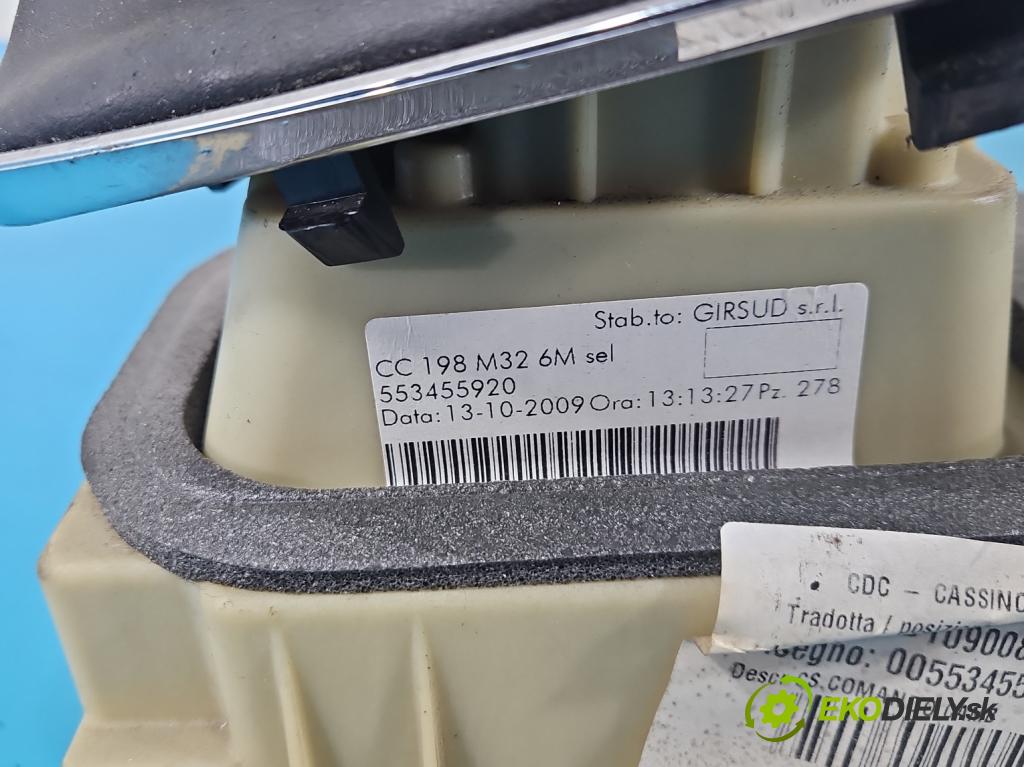 Stab.to: GIRSUD s.r.l.
CC 198 M32 6M sel
553455920
Data: 13-10-2009 Ora: 13:13:27 Pz. 278
• CDC - CASSINO
Tradotta /
109008
00553455
EKODIELY.sk